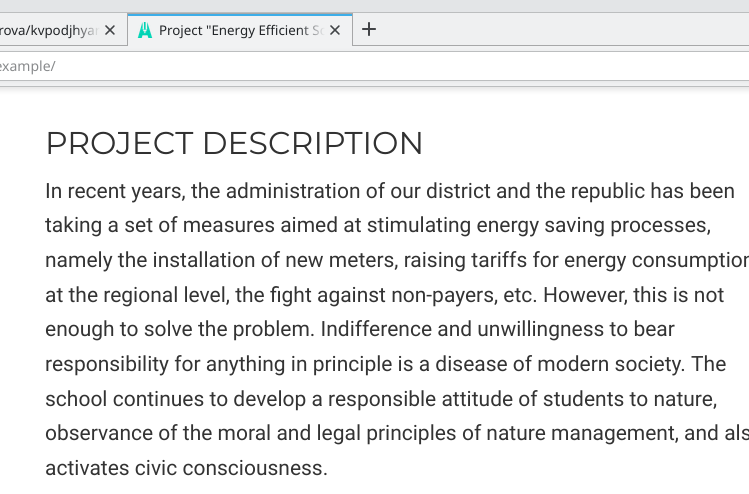 rova/kvpodjhya
Project "Energy Efficient S
example/
PROJECT DESCRIPTION
In recent years, the administration of our district and the republic has been
taking a set of measures aimed at stimulating energy saving processes,
namely the installation of new meters, raising tariffs for energy consumption
at the regional level, the fight against non-payers, etc. However, this is not
enough to solve the problem. Indifference and unwillingness to bear
responsibility for anything in principle is a disease of modern society. The
school continues to develop a responsible attitude of students to nature,
observance of the moral and legal principles of nature management, and als
activates civic consciousness.